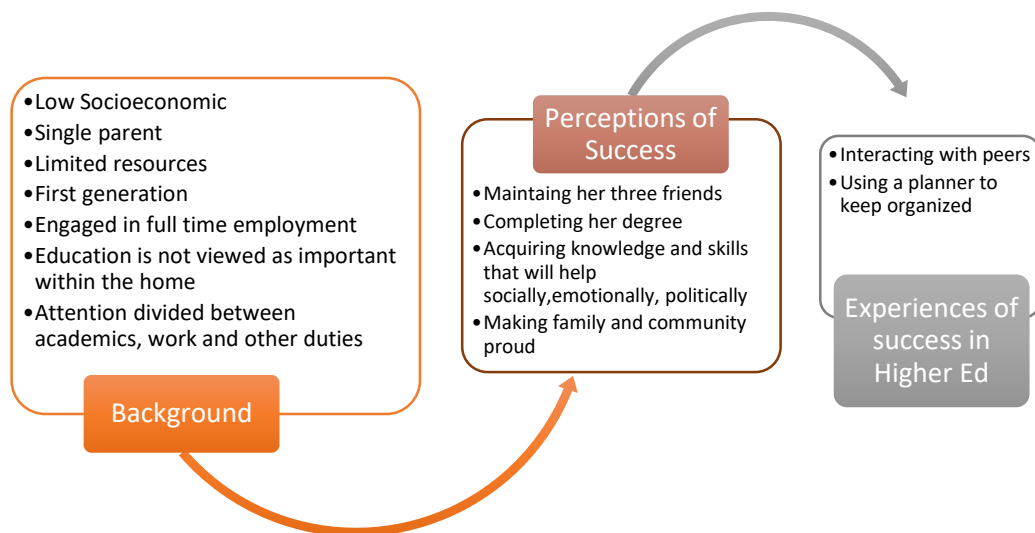 •Low Socioeconomic
•Single parent
•Limited resources
•First generation
•Engaged in full time employment
•Education is not viewed as important
within the home
•Attention divided between
academics, work and other duties
Background
Perceptions of
Success
•Maintaing her three friends
•Completing her degree
•Acquiring knowledge and skills
that will help
socially,emotionally, politically
•Making family and community
proud
•Interacting with peers
•Using a planner to
keep organized
Experiences of
success in
Higher Ed